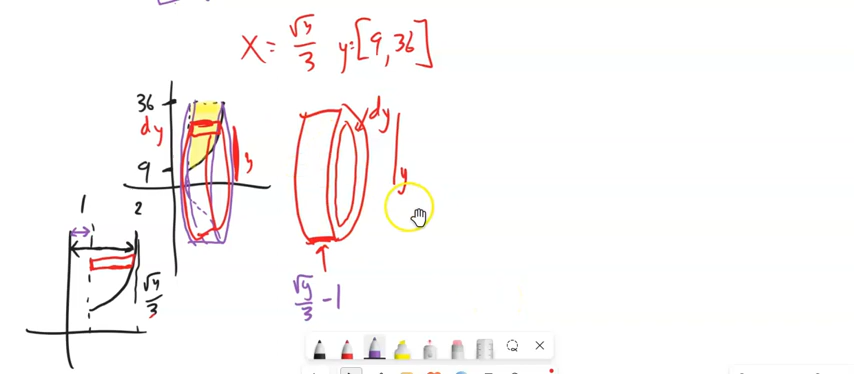 x = √y/3 y=[9,36]
36
dy
9
y
dy
y
1 2
√y/3
√y/3 - 1